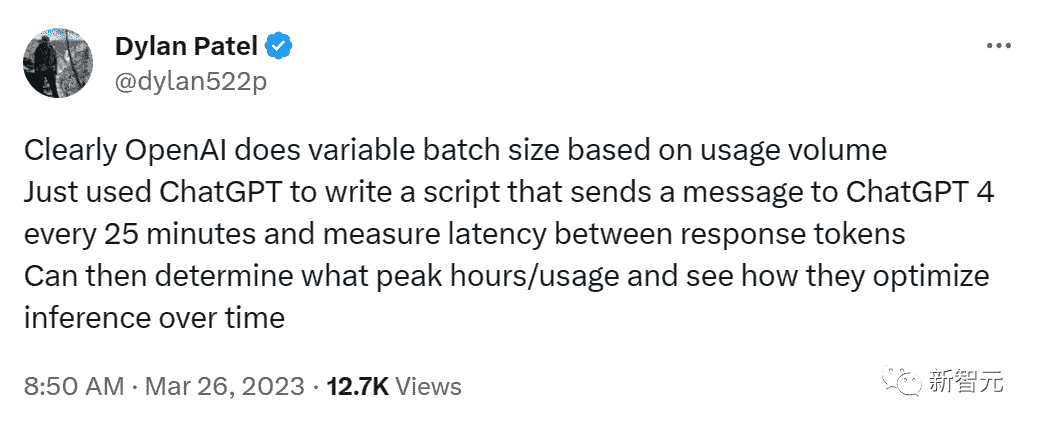 Dylan Patel
@dylan522p
Clearly OpenAI does variable batch size based on usage volume
Just used ChatGPT to write a script that sends a message to ChatGPT 4
every 25 minutes and measure latency between response tokens
Can then determine what peak hours/usage and see how they optimize
inference over time
8:50 AM · Mar 26, 2023 · 12.7K Views
新智元